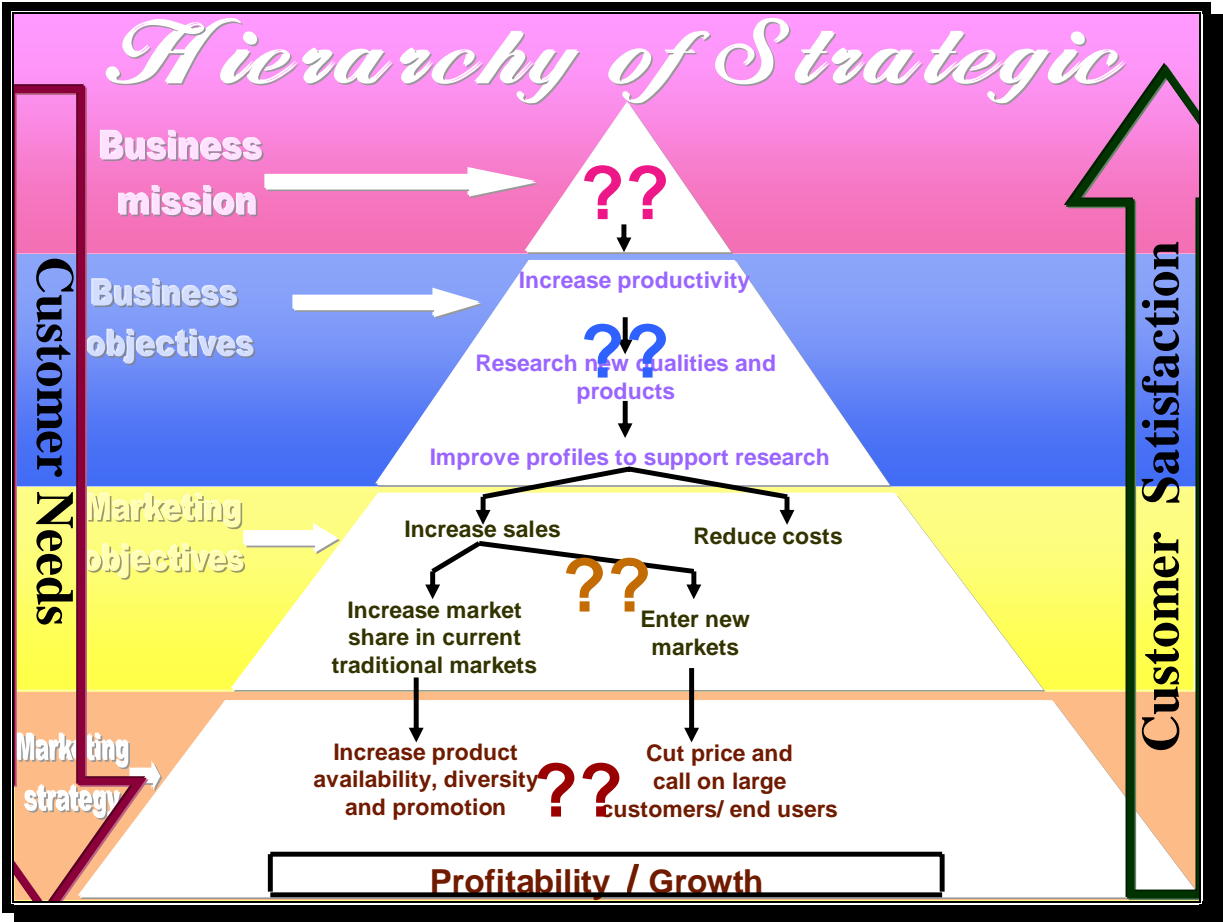 Hierarchy of Strategic
Business
mission
??
Business
objectives
Increase productivity
??
Research new qualities and
products
Improve profiles to support research
Marketing
objectives
Increase sales
Reduce costs
??
Increase market
share in current
traditional markets
Enter new
markets
Marketing
strategy
Increase product
availability, diversity
and promotion
??
Cut price and
call on large
customers/ end users
Profitability / Growth
Customer Needs
Customer Satisfaction